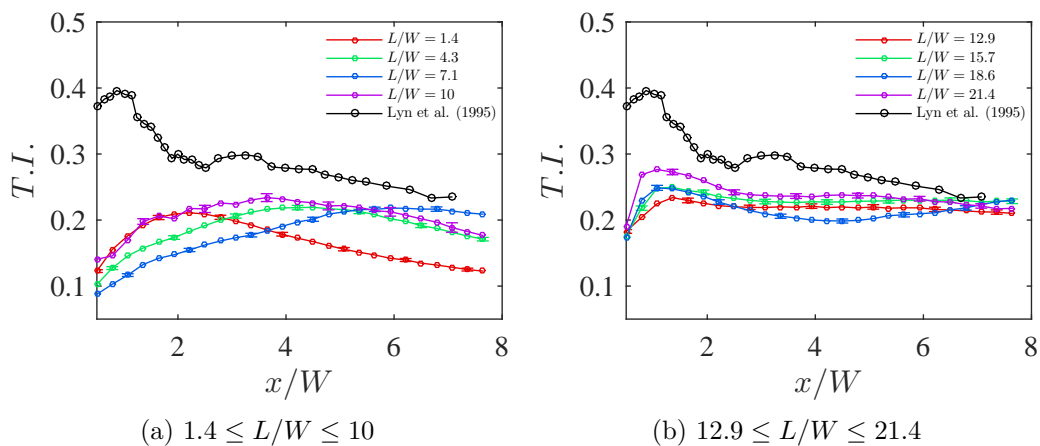 0.5
0.4
0.3
0.2
0.1
T.I.
2
4
6
8
x/W
L/W = 1.4
L/W = 4.3
L/W = 7.1
L/W = 10
Lyn et al. (1995)
(a) 1.4 ≤ L/W ≤ 10
0.5
0.4
0.3
0.2
0.1
T.I.
2
4
6
8
x/W
L/W = 12.9
L/W = 15.7
L/W = 18.6
L/W = 21.4
Lyn et al. (1995)
(b) 12.9 ≤ L/W ≤ 21.4